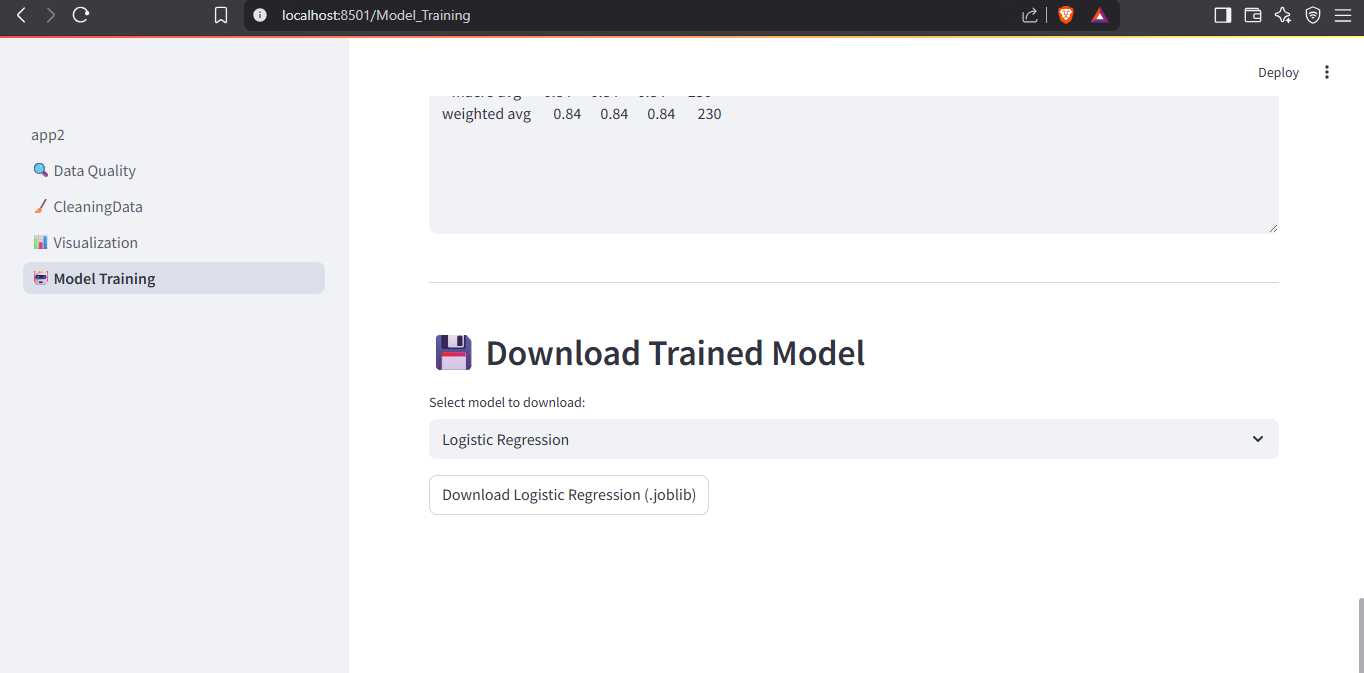 localhost:8501/Model_Training
Deploy
app2
Data Quality
CleaningData
Visualization
Model Training
weighted avg 0.84 0.84 0.84 230
Download Trained Model
Select model to download:
Logistic Regression
Download Logistic Regression (.joblib)